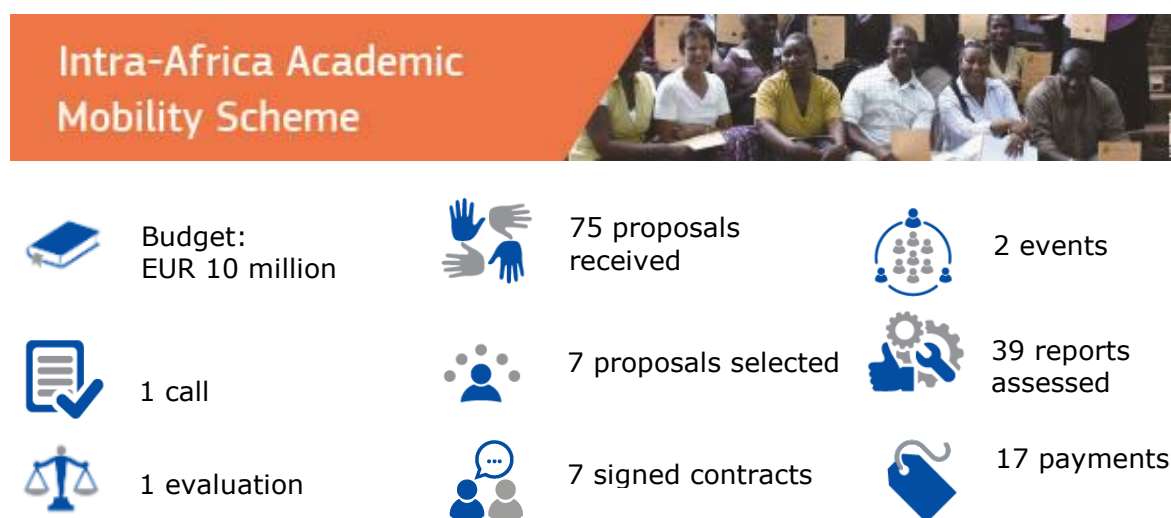 Intra-Africa Academic
Mobility Scheme
Budget:
EUR 10 million
75 proposals
received
2 events
1 call
7 proposals selected
39 reports
assessed
1 evaluation
7 signed contracts
17 payments